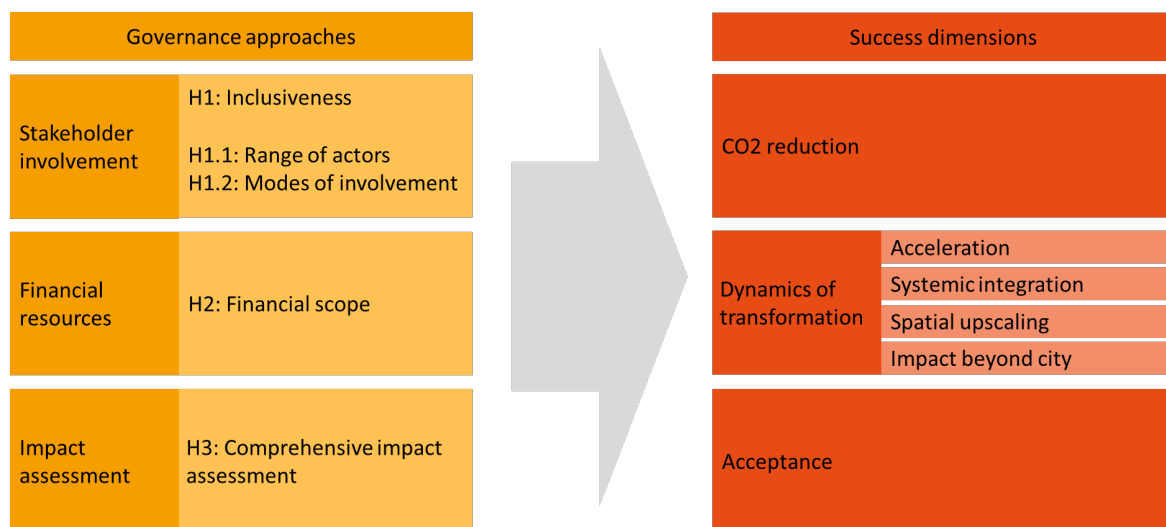 Governance approaches
Stakeholder
involvement
H1: Inclusiveness
H1.1: Range of actors
H1.2: Modes of involvement
Financial
resources
H2: Financial scope
Impact
assessment
H3: Comprehensive impact
assessment
Success dimensions
CO2 reduction
Dynamics of
transformation
Acceleration
Systemic integration
Spatial upscaling
Impact beyond city
Acceptance